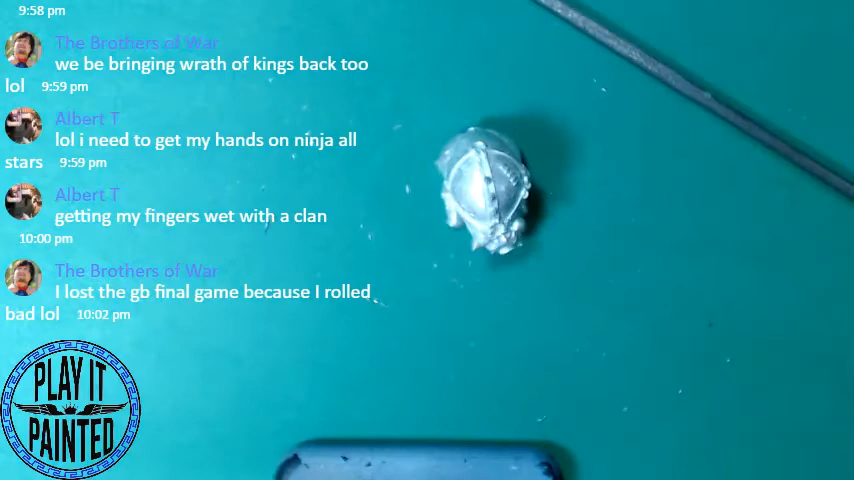 9:58 pm
The Brothers of War
we be bringing wrath of kings back too
lol 9:59 pm
Albert T
lol i need to get my hands on ninja all
stars 9:59 pm
Albert T
getting my fingers wet with a clan
10:00 pm
The Brothers of War
I lost the gb final game because I rolled
bad lol 10:02 pm
PLAY IT
PAINTED